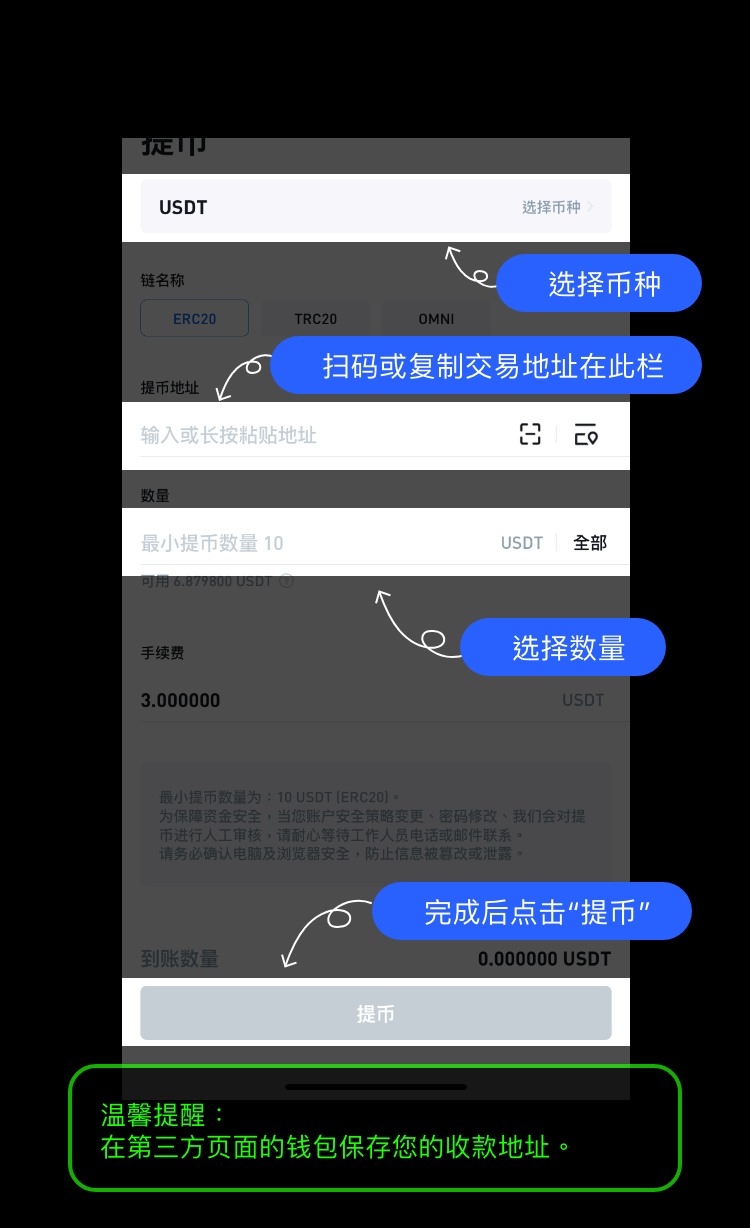 提币
USDT
选择币种
选择币种
链名称
ERC20
TRC20
OMNI
扫码或复制交易地址在此栏
提币地址
输入或长按粘贴地址
数量
最小提币数量 10
USDT
全部
可用 6.879800 USDT
选择数量
手续费
3.000000
USDT
最小提币数量为：10 USDT (ERC20)。
为保障资金安全，当您账户安全策略变更、密码修改、我们会对提
币进行人工审核，请耐心等待工作人员电话或邮件联系。
请务必确认电脑及浏览器安全，防止信息被篡改或泄露。
完成后点击“提币”
到账数量
0.000000 USDT
提币
温馨提醒：
在第三方页面的钱包保存您的收款地址。